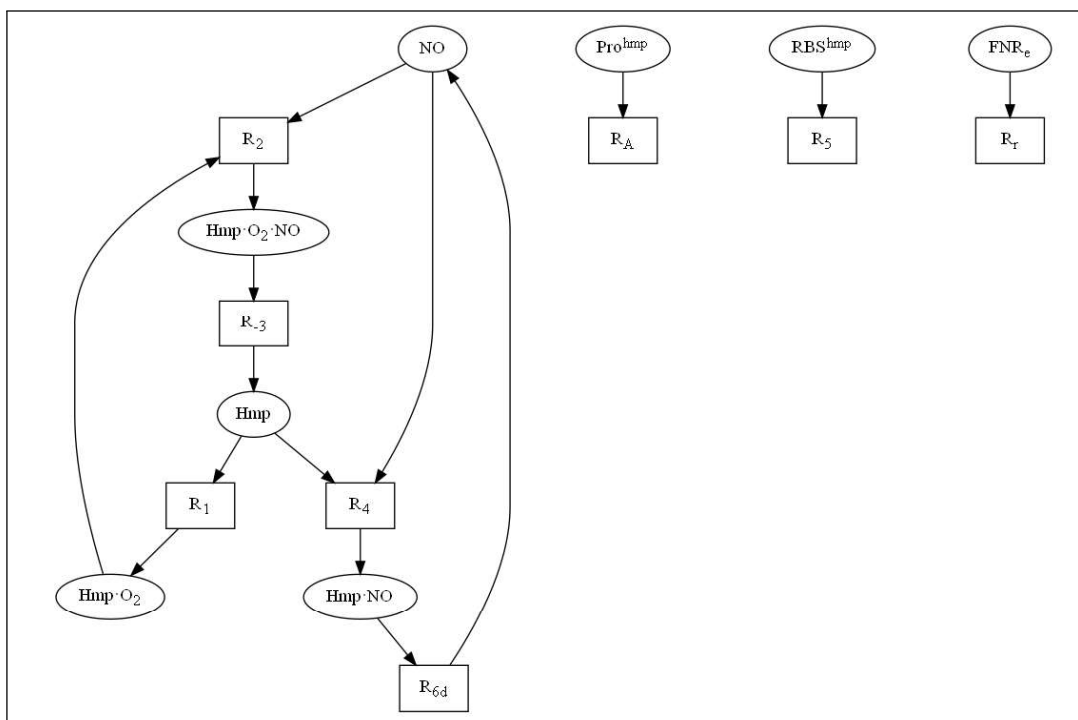 NO Pro^hmp RBS^hmp FNR_e
R_2 R_A R_5 R_r
Hmp·O_2·NO
R_-3
Hmp
R_1 R_4
Hmp·O_2 Hmp·NO
R_6d